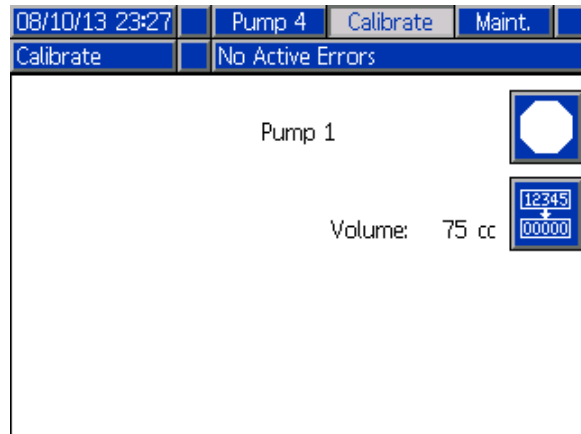 08/10/13 23:27 Pump 4 Calibrate Maint.
Calibrate No Active Errors
Pump 1
Volume: 75 cc
12345
00000